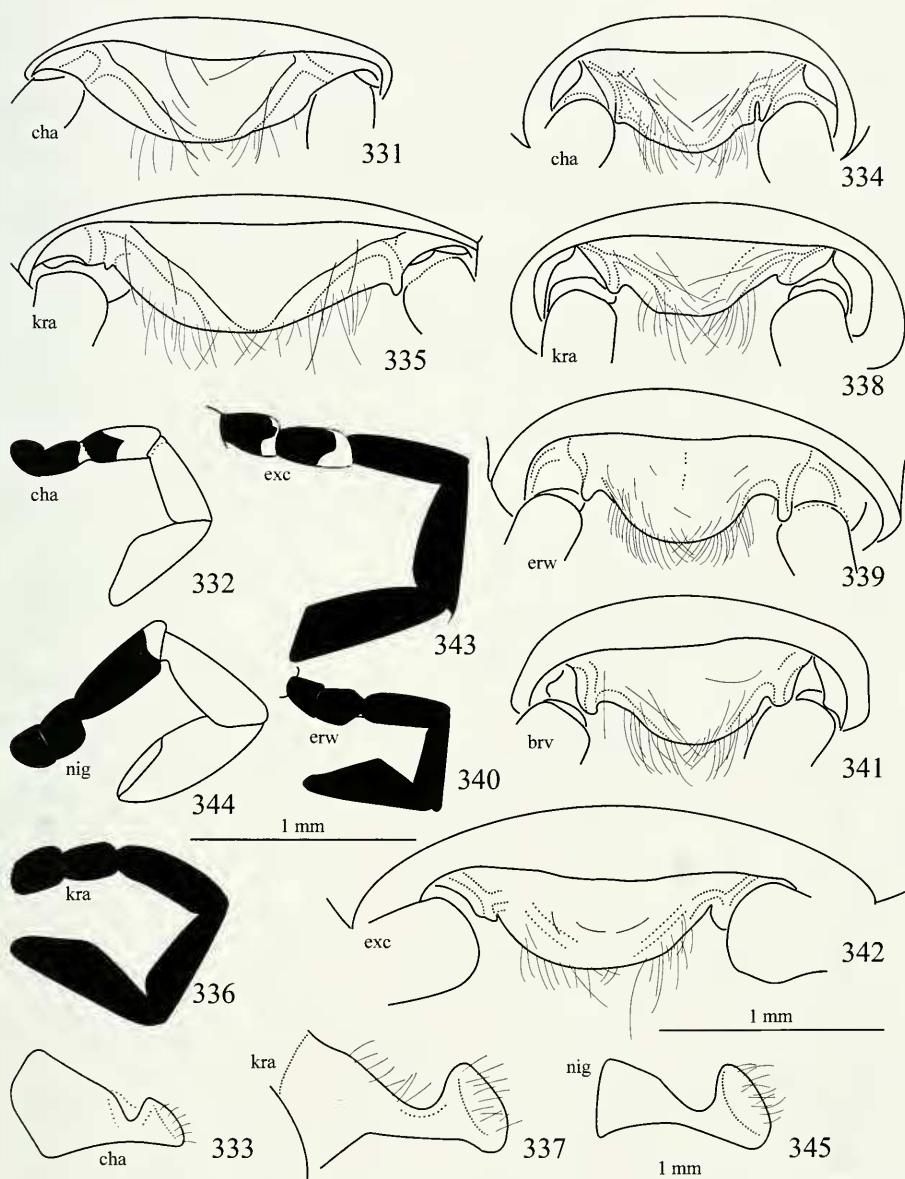 cha
331
cha
334
kra
335
kra
338
cha
332
exc
343
erw
339
nig
344
erw
340
brv
341
1 mm
kra
336
exc
342
1 mm
cha
333
kra
337
nig
345
1 mm